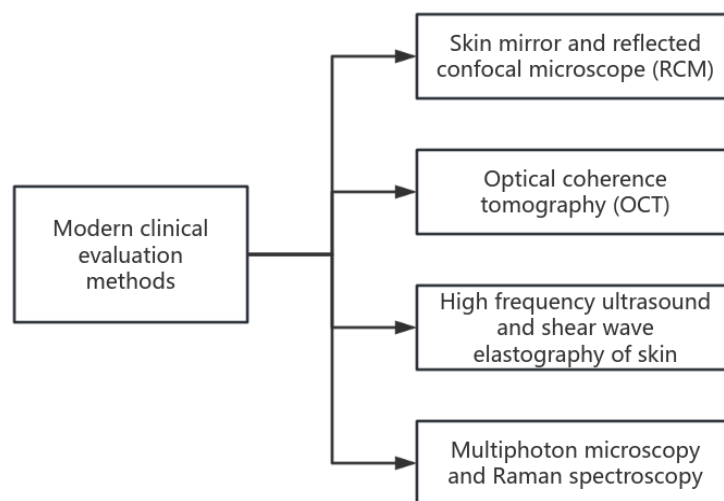 Modern clinical
evaluation
methods
Skin mirror and reflected
confocal microscope (RCM)
Optical coherence
tomography (OCT)
High frequency ultrasound
and shear wave
elastography of skin
Multiphoton microscopy
and Raman spectroscopy